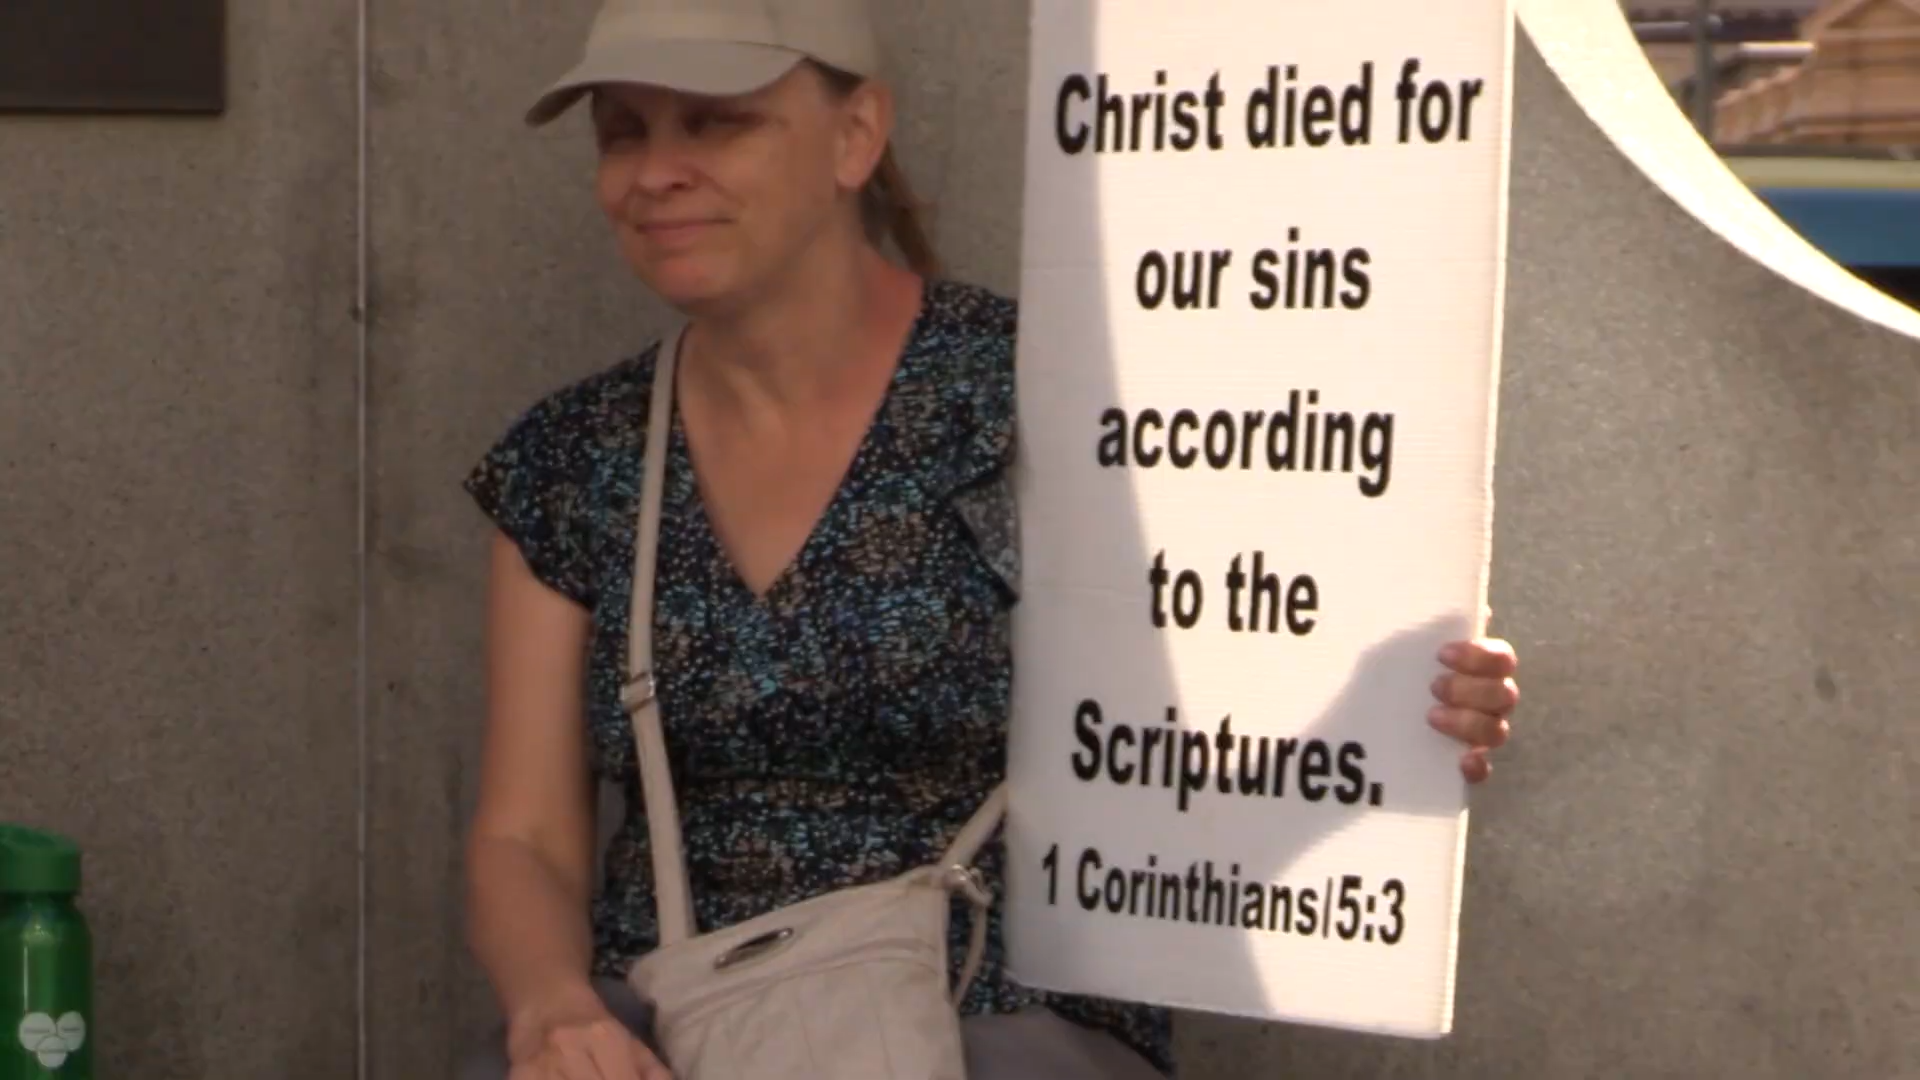 Christ died for
our sins
according
to the
Scriptures.
1 Corinthians/5:3